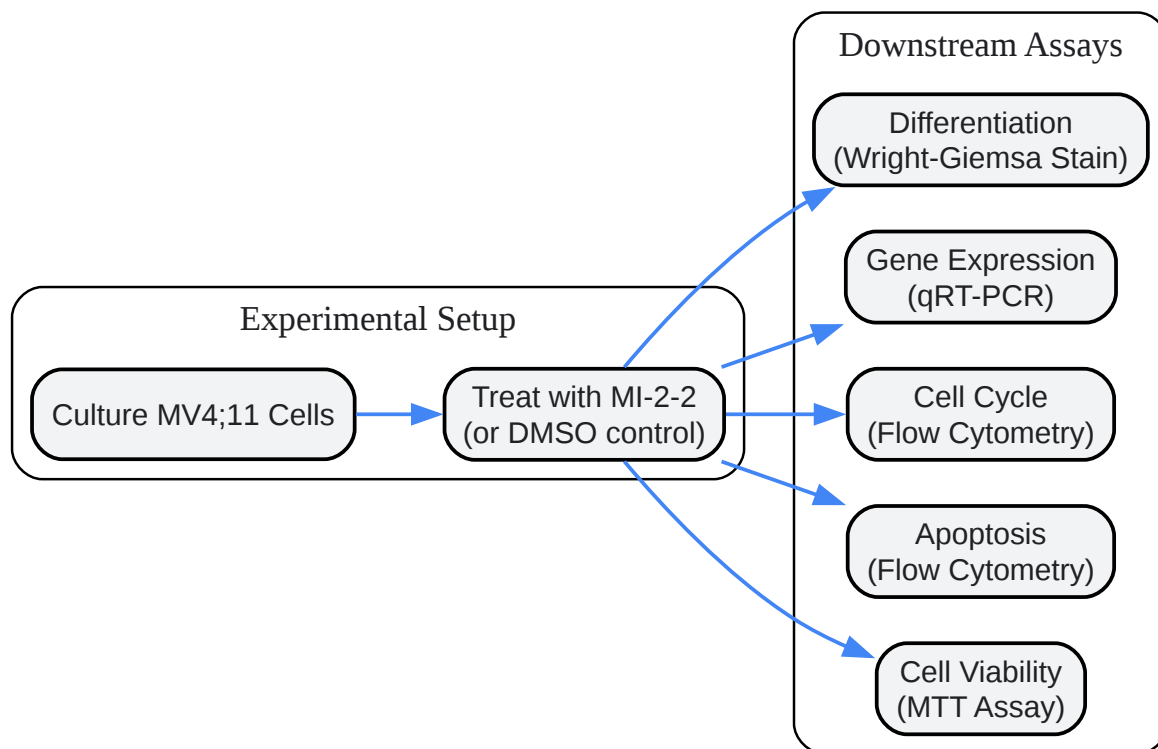 Experimental Setup
Culture MV4;11 Cells
Treat with MI-2-2
(or DMSO control)
Downstream Assays
Differentiation
(Wright-Giemsa Stain)
Gene Expression
(qRT-PCR)
Cell Cycle
(Flow Cytometry)
Apoptosis
(Flow Cytometry)
Cell Viability
(MTT Assay)